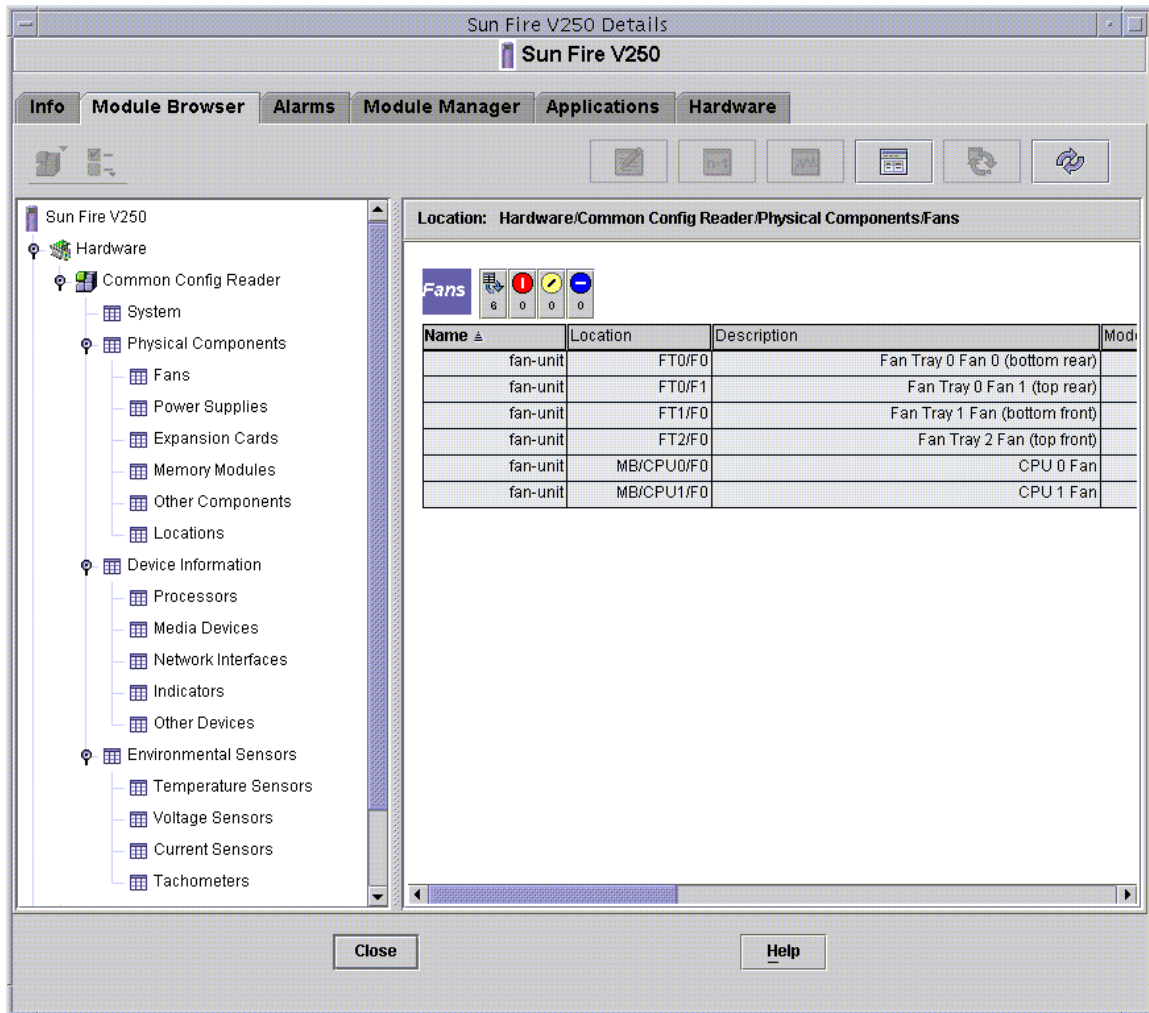 Sun Fire V250 Details
Sun Fire V250
Info Module Browser Alarms Module Manager Applications Hardware
n=1
Sun Fire V250
Hardware
Common Config Reader
System
Physical Components
Fans
Power Supplies
Expansion Cards
Memory Modules
Other Components
Locations
Device Information
Processors
Media Devices
Network Interfaces
Indicators
Other Devices
Environmental Sensors
Temperature Sensors
Voltage Sensors
Current Sensors
Tachometers
Location: Hardware/Common Config Reader/Physical Components/Fans
Fans 6 0 0 0
Name Location Description Mod
fan-unit FT0/F0 Fan Tray 0 Fan 0 (bottom rear)
fan-unit FT0/F1 Fan Tray 0 Fan 1 (top rear)
fan-unit FT1/F0 Fan Tray 1 Fan (bottom front)
fan-unit FT2/F0 Fan Tray 2 Fan (top front)
fan-unit MB/CPU0/F0 CPU 0 Fan
fan-unit MB/CPU1/F0 CPU 1 Fan
Close Help